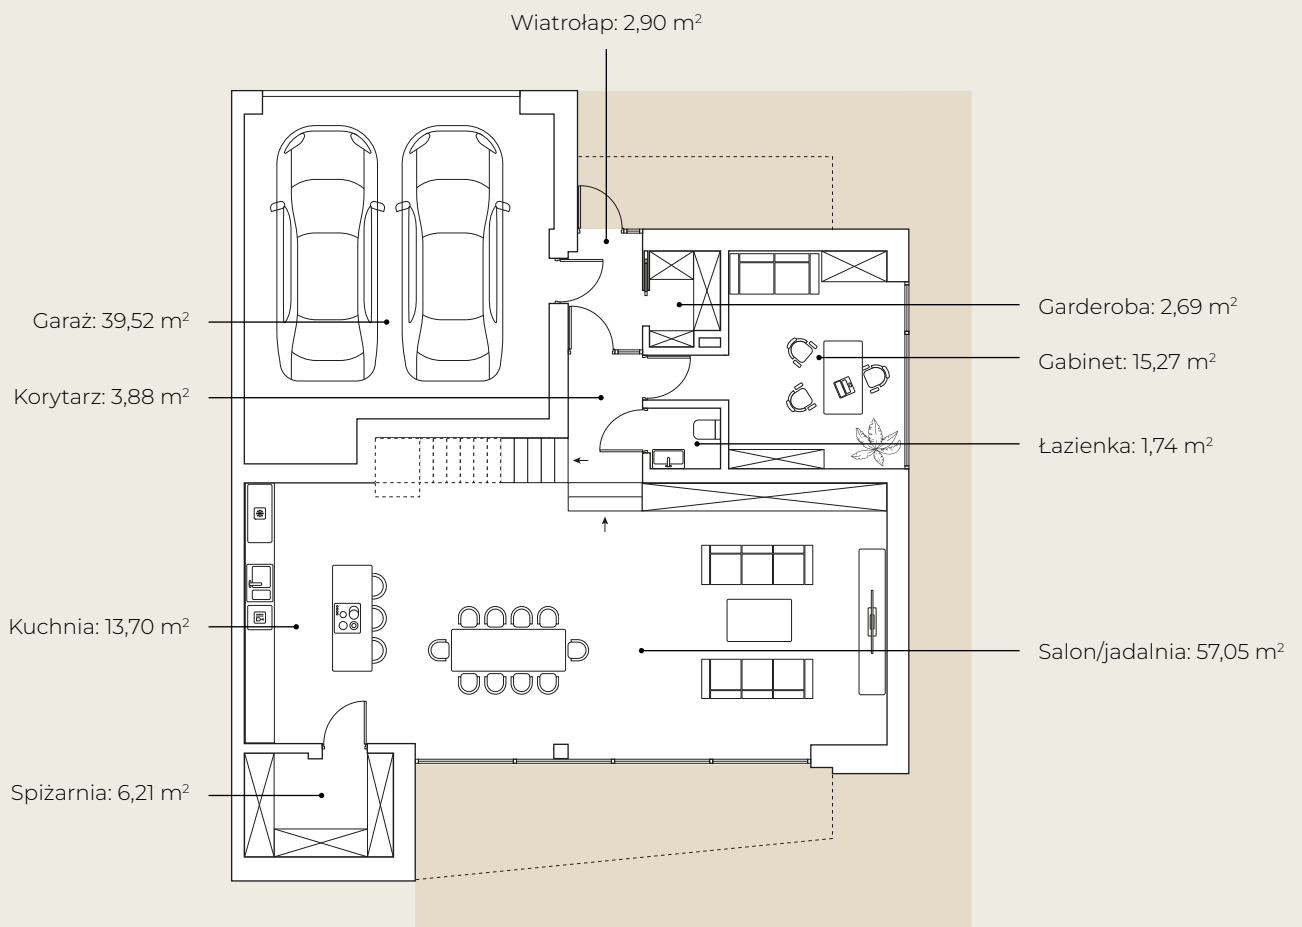 Wiatrołap: 2,90 m²
Garaż: 39,52 m²
Korytarz: 3,88 m²
Kuchnia: 13,70 m²
Spiżarnia: 6,21 m²
Garderoba: 2,69 m²
Gabinet: 15,27 m²
Łazienka: 1,74 m²
Salon/jadalnia: 57,05 m²